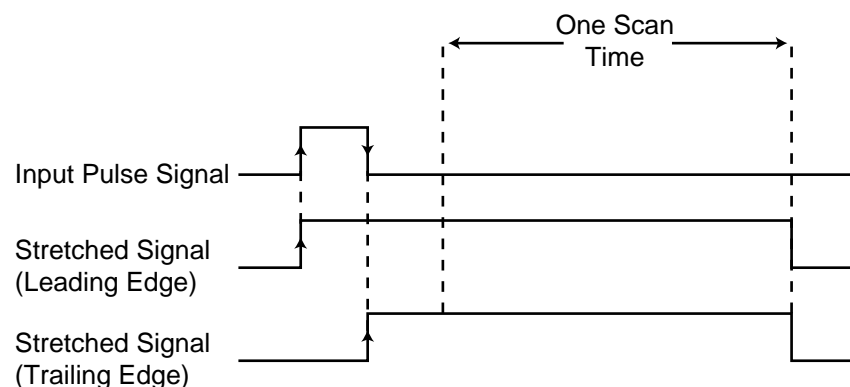 One Scan
Time
Input Pulse Signal
Stretched Signal
(Leading Edge)
Stretched Signal
(Trailing Edge)